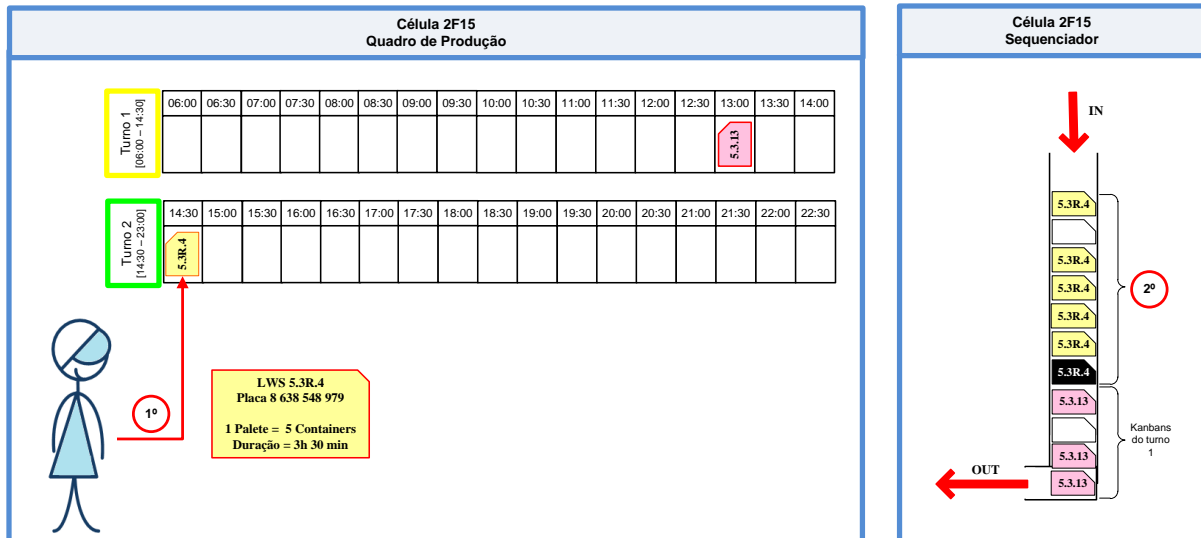 Célula 2F15
Quadro de Produção
Turno 1
[06:00 – 14:30]
06:00 06:30 07:00 07:30 08:00 08:30 09:00 09:30 10:00 10:30 11:00 11:30 12:00 12:30 13:00 13:30 14:00
5.3.13
Turno 2
[14:30 – 23:00]
14:30 15:00 15:30 16:00 16:30 17:00 17:30 18:00 18:30 19:00 19:30 20:00 20:30 21:00 21:30 22:00 22:30
5.3R.4
1º
LWS 5.3R.4
Placa 8 638 548 979
1 Palete = 5 Containers
Duração = 3h 30 min
Célula 2F15
Sequenciador
IN
5.3R.4
5.3R.4
5.3R.4
5.3R.4
5.3R.4
5.3R.4
2º
5.3.13
5.3.13
5.3.13
Kanbans
do turno
1
OUT